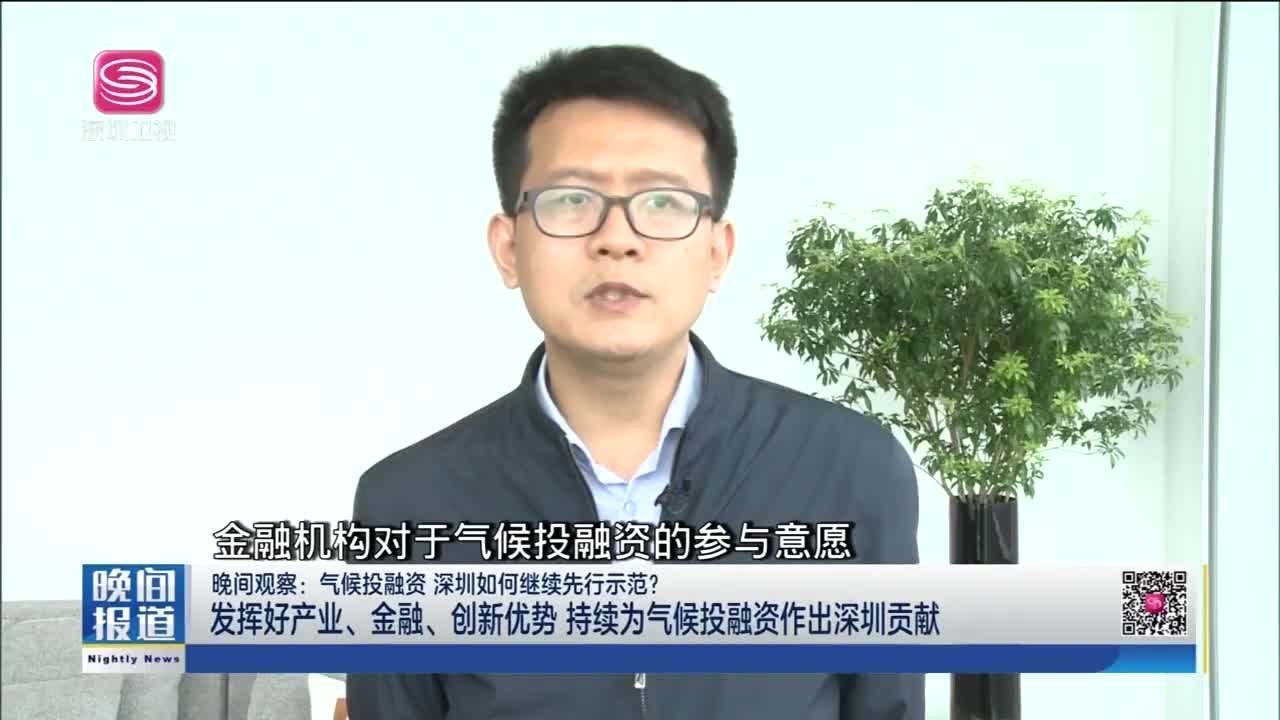 深圳卫视
金融机构对于气候投融资的参与意愿
晚间观察：气候投融资 深圳如何继续先行示范？
晚间报道
发挥好产业、金融、创新优势 持续为气候投融资作出深圳贡献
Nightly News